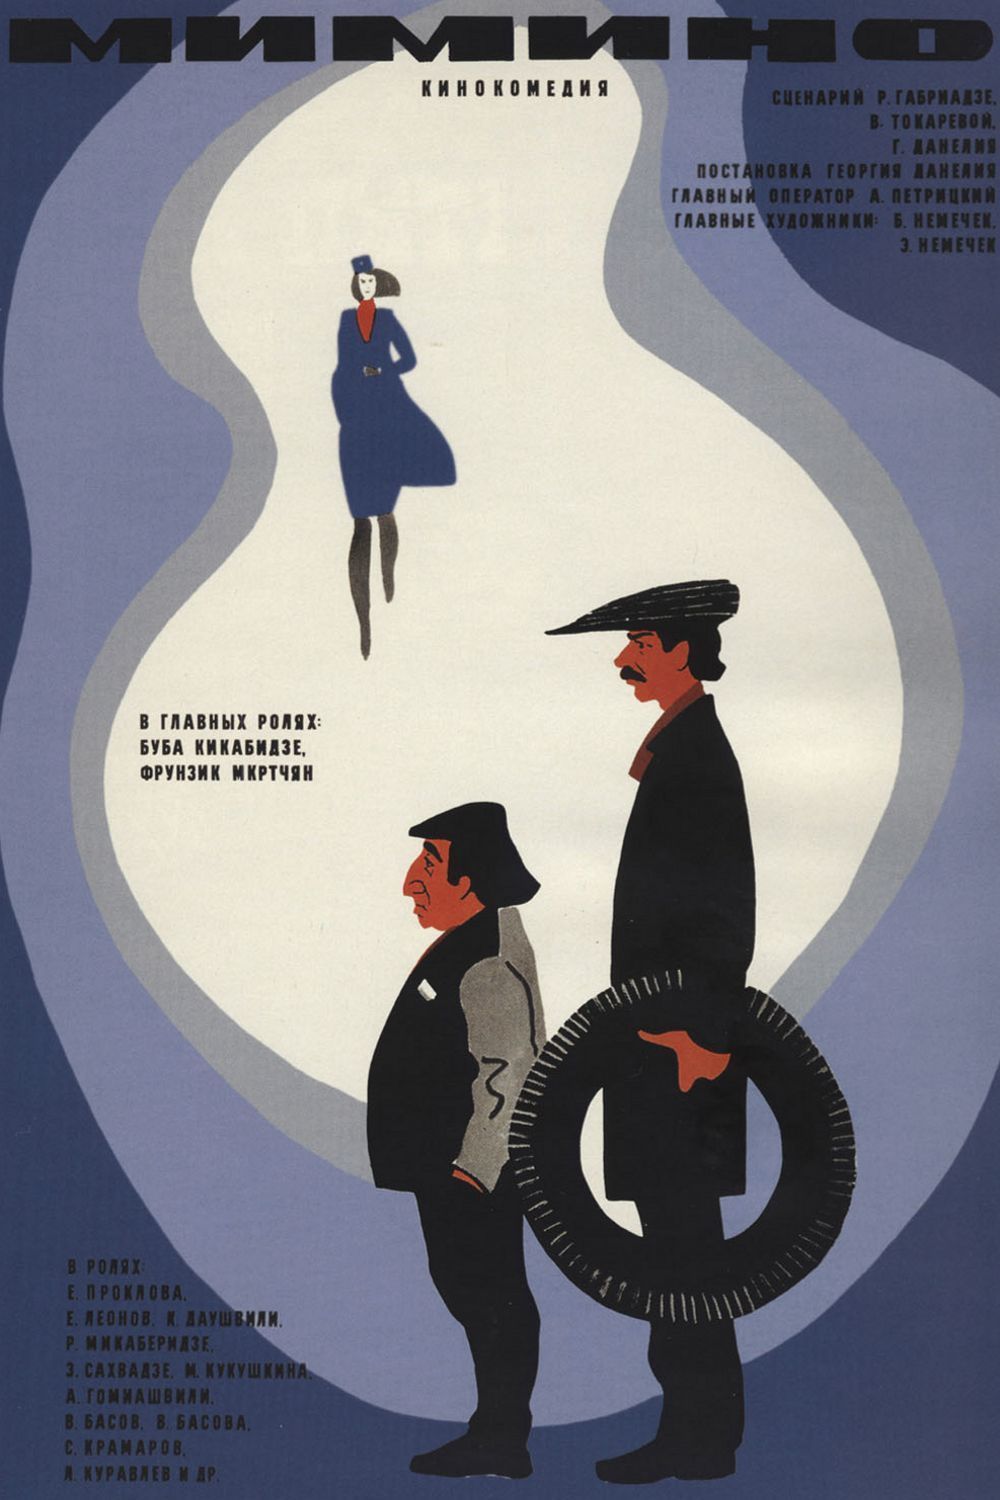 МИМИНО
КИНОКОМЕДИЯ
СЦЕНАРИЙ Р. ГАБРИАДЗЕ,
В. ТОКАРЕВОЙ,
Г. ДАНЕЛИЯ
ПОСТАНОВКА ГЕОРГИЯ ДАНЕЛИЯ
ГЛАВНЫЙ ОПЕРАТОР А. ПЕТРИЦКИЙ
ГЛАВНЫЕ ХУДОЖНИКИ: Б. НЕМЕЧЕК,
Э. НЕМЕЧЕК
В ГЛАВНЫХ РОЛЯХ:
БУБА КИКАБИДЗЕ,
ФРУНЗИК МКРТЧЯН
В РОЛЯХ:
Е. ПРОКЛОВА,
Е. ЛЕОНОВ, К. ДАУШВИЛИ,
Р. МИКАБЕРИДЗЕ,
З. САХВАДЗЕ, М. КУКУШКИНА,
А. ГОМИАШВИЛИ,
В. БАСОВ, В. БАСОВА,
С. КРАМАРОВ,
Л. КУРАВЛЕВ И ДР.